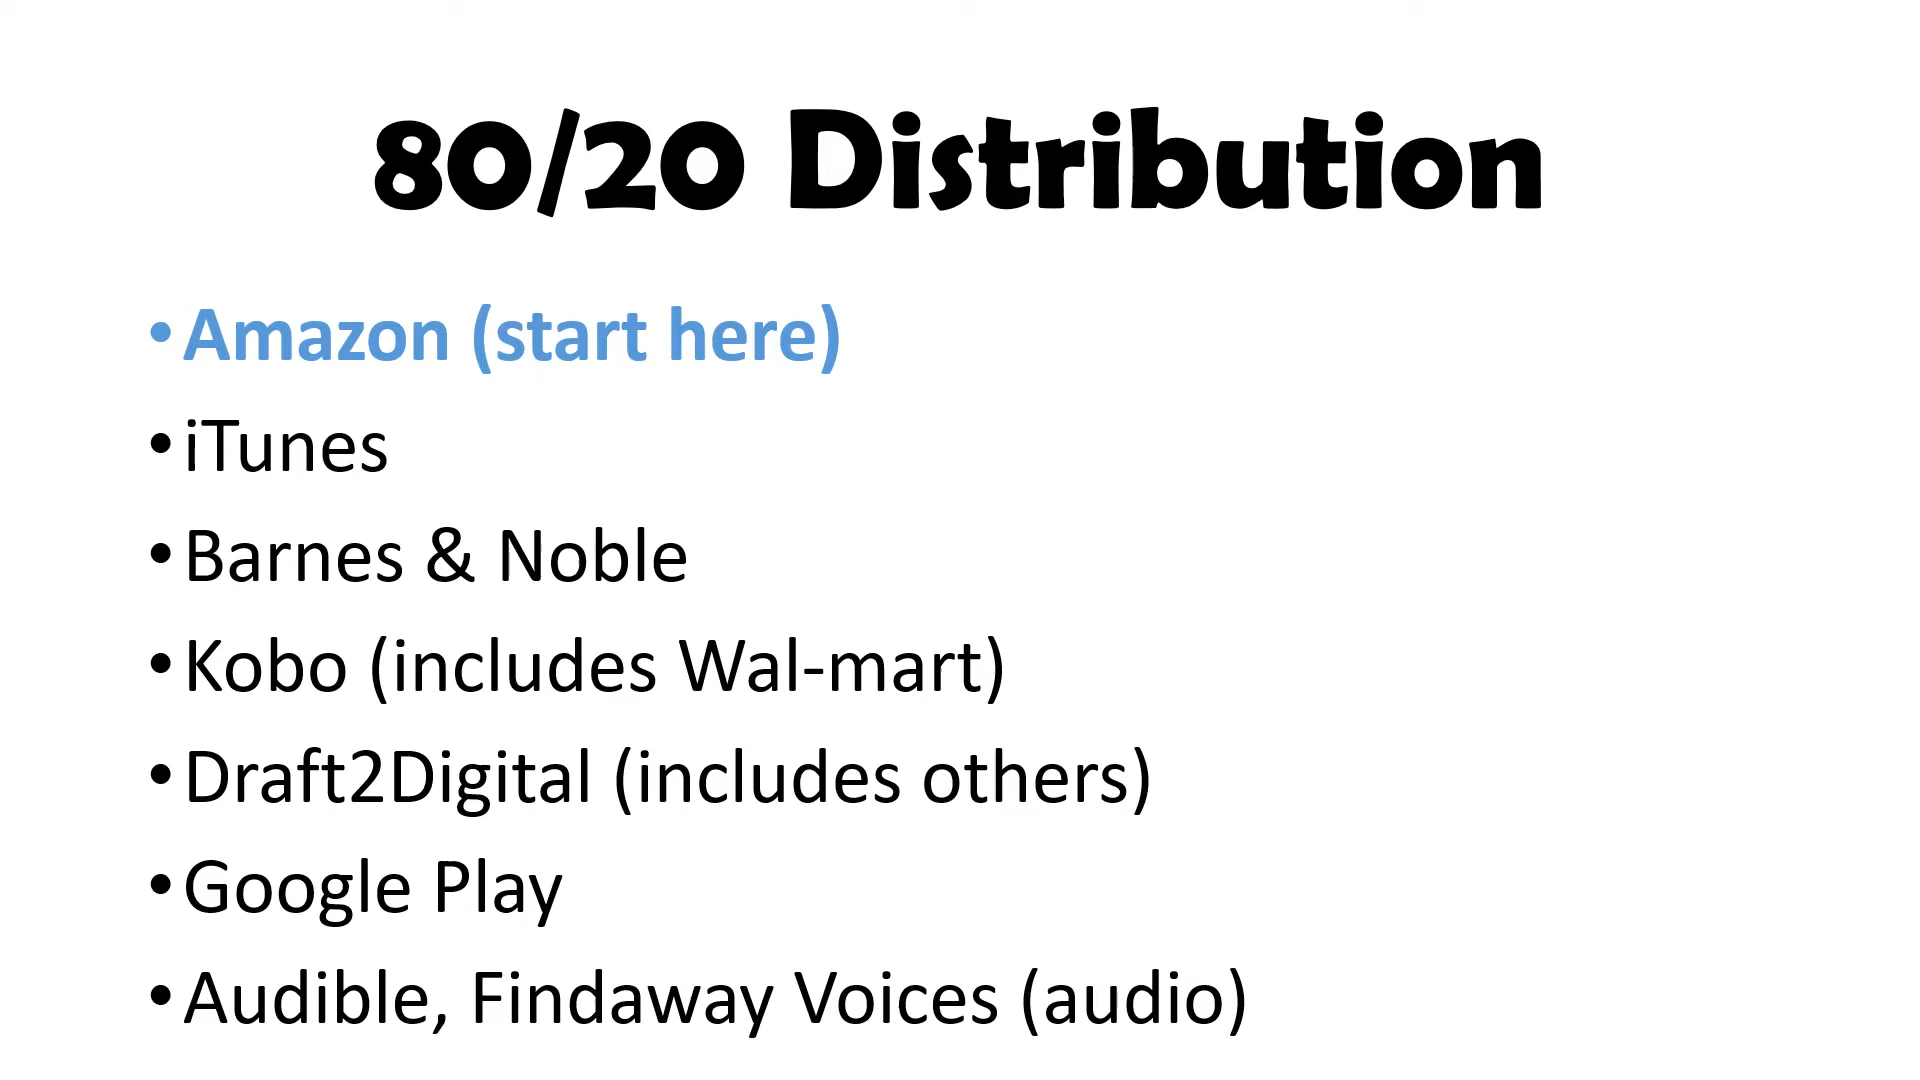 80/20 Distribution
•Amazon (start here)
•iTunes
•Barnes & Noble
•Kobo (includes Wal-mart)
•Draft2Digital (includes others)
•Google Play
•Audible, Findaway Voices (audio)